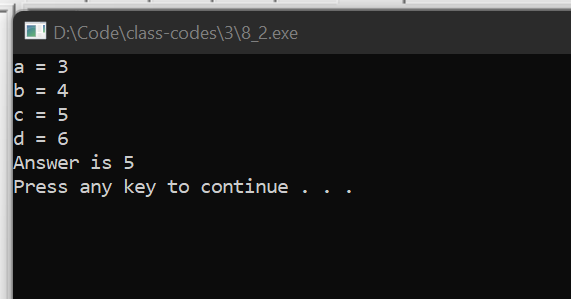 D:\Code\class-codes\3\8_2.exe
a = 3
b = 4
c = 5
d = 6
Answer is 5
Press any key to continue . . .